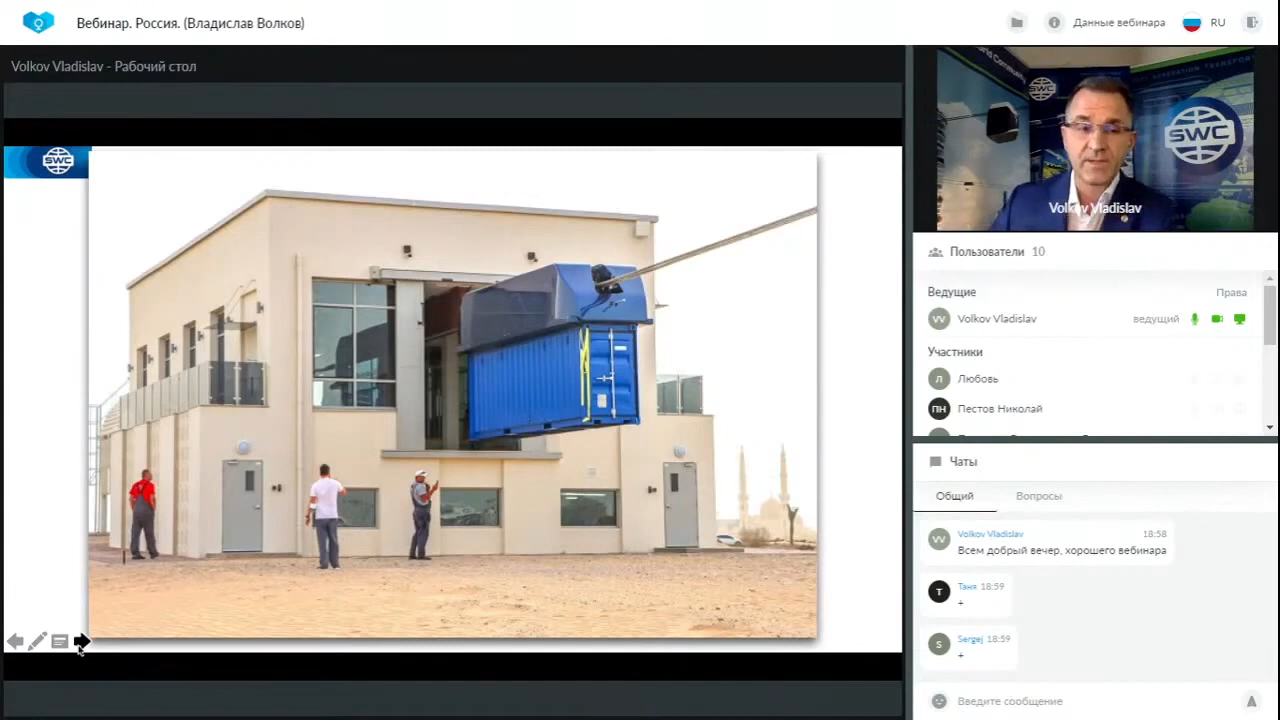 Вебинар. Россия. (Владислав Волков)
Данные вебинара
RU
Volkov Vladislav - Рабочий стол
SWC
SWC
SWC
Volkov Vladislav
Пользователи 10
Ведущие
Права
VV
Volkov Vladislav
ведущий
Участники
Л
Любовь
ПН
Пестов Николай
Чаты
Общий
Вопросы
VV
Volkov Vladislav 18:58
Всем добрый вечер, хорошего вебинара
T
Таня 18:59
+
S
Sergej 18:59
+
Введите сообщение